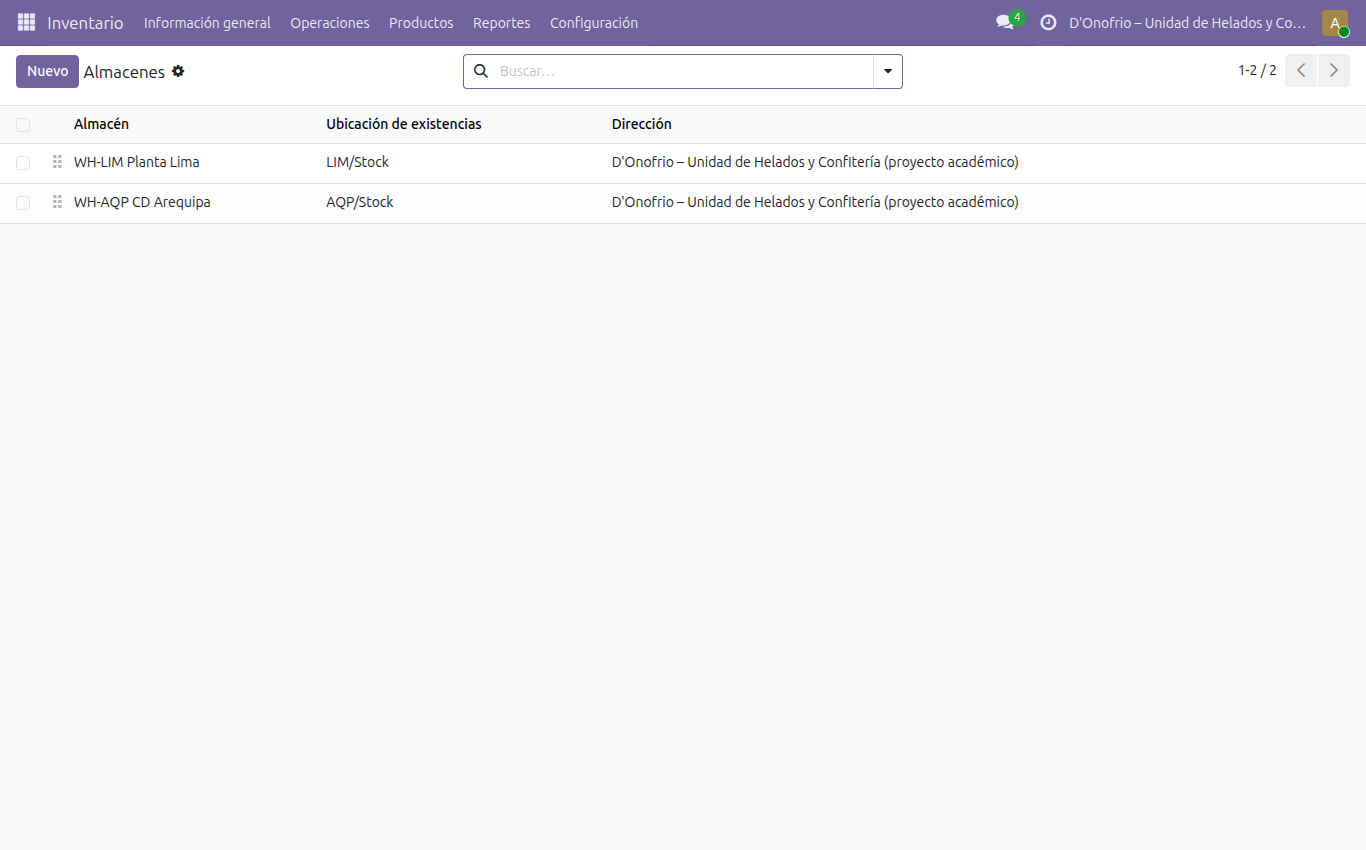 Inventario Información general Operaciones Productos Reportes Configuración 4 D'Onofrio – Unidad de Helados y Co... A
Nuevo Almacenes Buscar... 1-2 / 2
Almacén Ubicación de existencias Dirección
WH-LIM Planta Lima LIM/Stock D'Onofrio – Unidad de Helados y Confitería (proyecto académico)
WH-AQP CD Arequipa AQP/Stock D'Onofrio – Unidad de Helados y Confitería (proyecto académico)